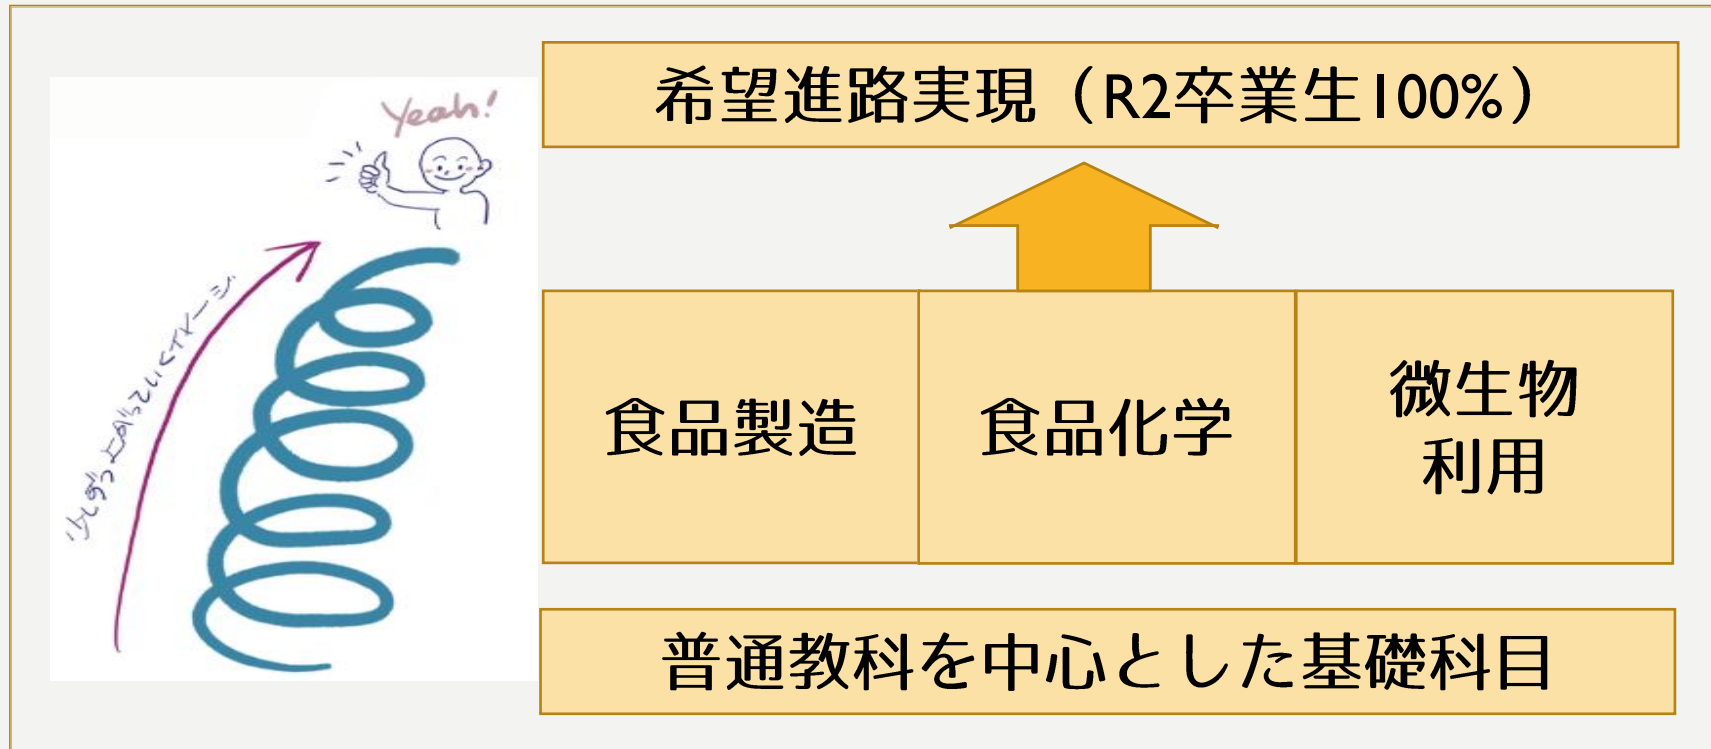 希望進路実現（R2卒業生100%）
Yeah!
少しずつ上がっていくイメージ
食品製造
食品化学
微生物
利用
普通教科を中心とした基礎科目